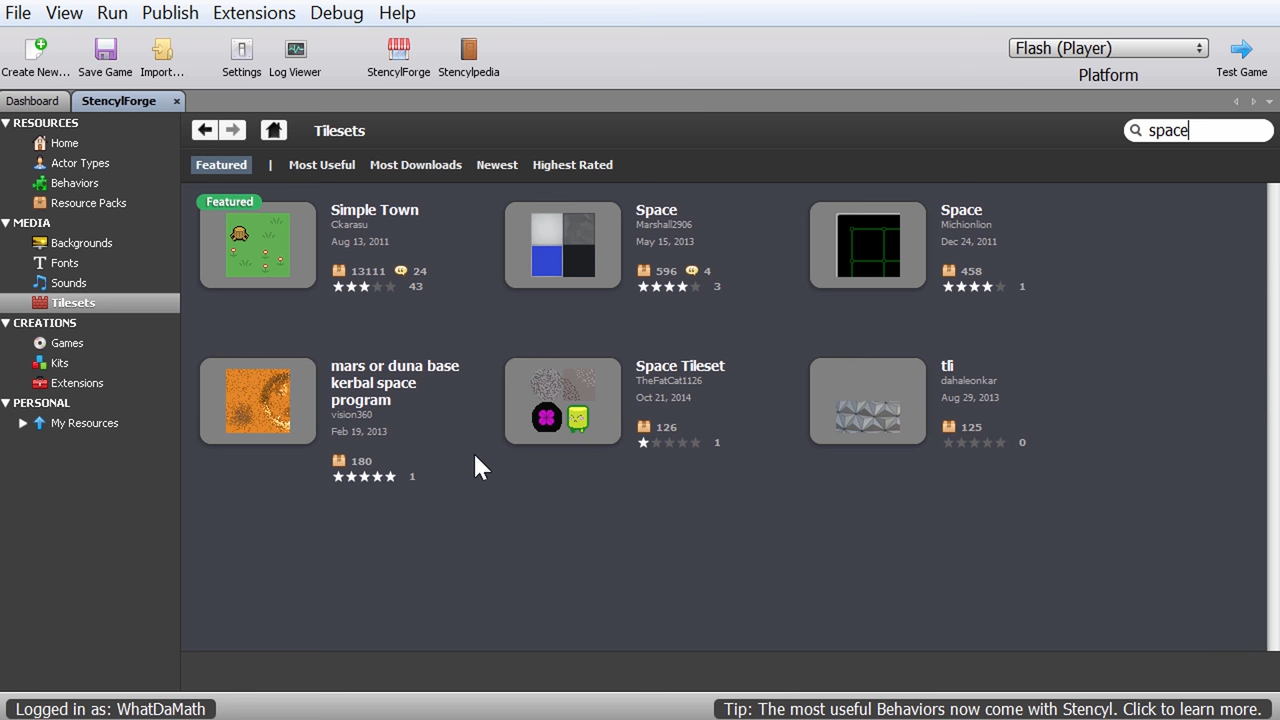 File View Run Publish Extensions Debug Help
Create New... Save Game Import... Settings Log Viewer StencylForge Stencylpedia
Flash (Player)
Platform
Test Game
Dashboard StencylForge ×
RESOURCES
Home
Actor Types
Behaviors
Resource Packs
MEDIA
Backgrounds
Fonts
Sounds
Tilesets
CREATIONS
Games
Kits
Extensions
PERSONAL
My Resources
Tilesets
space
Featured | Most Useful Most Downloads Newest Highest Rated
Featured
Simple Town
Ckarasu
Aug 13, 2011
13111 24
43
Space
Marshall2906
May 15, 2013
596 4
3
Space
Michionlion
Dec 24, 2011
458
1
mars or duna base
kerbal space
program
vision360
Feb 19, 2013
180
1
Space Tileset
TheFatCat1126
Oct 21, 2014
126
1
tli
dahaleonkar
Aug 29, 2013
125
0
Logged in as: WhatDaMath
Tip: The most useful Behaviors now come with Stencyl. Click to learn more.